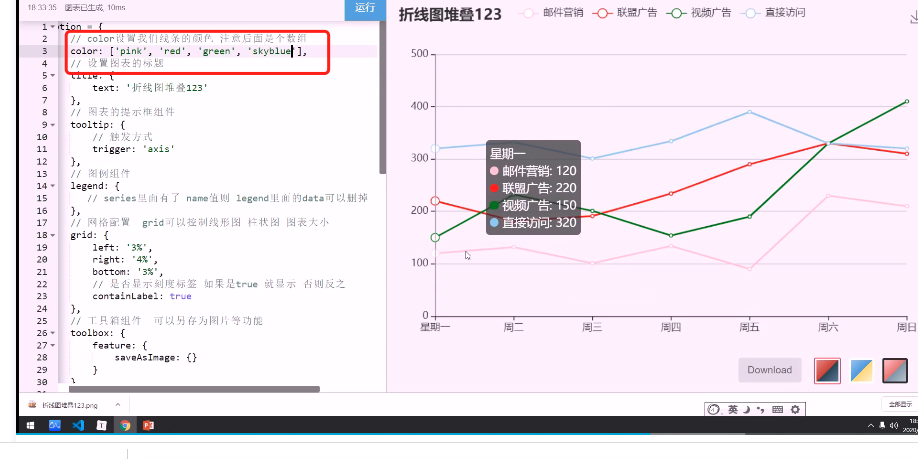 18:33:35 图表已生成 10ms
运行
1 tion = {
2 // color设置我们线条的颜色 注意后面是个数组
3 color: ['pink', 'red', 'green', 'skyblue'],
4 // 设置图表的标题
5 title: {
6 text: '折线图堆叠123'
7 },
8 // 图表的提示框组件
9 tooltip: {
10 // 触发方式
11 trigger: 'axis'
12 },
13 // 图例组件
14 legend: {
15 // series里面有了 name值则 legend里面的data可以删掉
16 },
17 // 网格配置 grid可以控制线形图 柱状图 图表大小
18 grid: {
19 left: '3%',
20 right: '4%',
21 bottom: '3%',
22 // 是否显示刻度标签 如果是true 就显示 否则反之
23 containLabel: true
24 },
25 // 工具箱组件 可以另存为图片等功能
26 toolbox: {
27 feature: {
28 saveAsImage: {}
29 }
30 }
折线图堆叠123
邮件营销 联盟广告 视频广告 直接访问
500
400
300
200
100
0
星期一
邮件营销: 120
联盟广告: 220
视频广告: 150
直接访问: 320
星期一 周二 周三 周四 周五 周六 周日
Download
折线图堆叠123.png
全部显示
英
18:
2020/